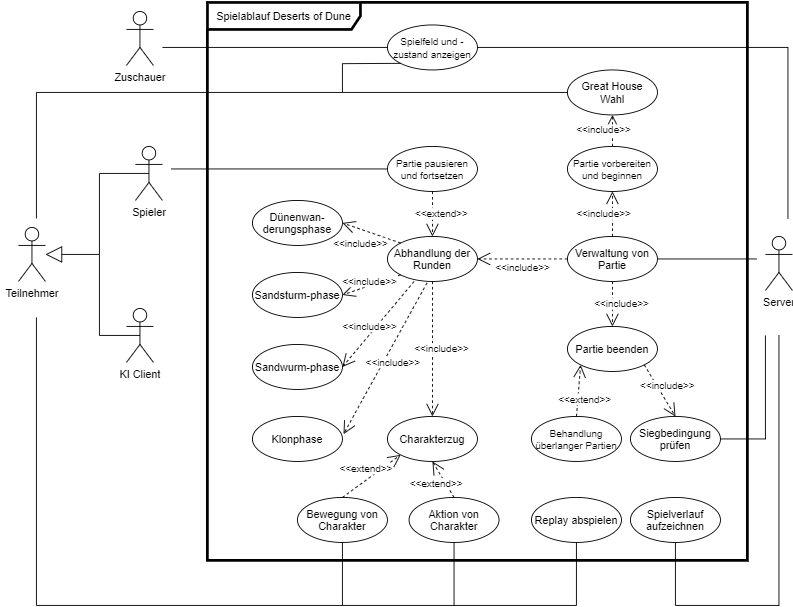 Spielablauf Deserts of Dune
Zuschauer
Spielfeld und -
zustand anzeigen
Great House
Wahl
<<include>>
Partie pausieren
und fortsetzen
Partie vorbereiten
und beginnen
Spieler
<<extend>>
<<include>>
Dünenwan-
derungsphase
<<include>>
Abhandlung der
Runden
<<include>>
Verwaltung von
Partie
Teilnehmer
Server
Sandsturm-phase
<<include>>
<<include>>
<<include>>
KI Client
Sandwurm-phase
<<include>>
<<include>>
Partie beenden
<<include>>
<<extend>>
Klonphase
Charakterzug
Behandlung
überlanger Partien
Siegbedingung
prüfen
<<extend>>
<<extend>>
Bewegung von
Charakter
Aktion von
Charakter
Replay abspielen
Spielverlauf
aufzeichnen